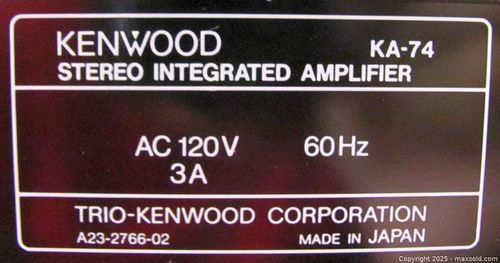 KENWOOD KA-74
STEREO INTEGRATED AMPLIFIER
AC 120V 60Hz
3A
TRIO-KENWOOD CORPORATION
A23-2766-02 MADE IN JAPAN
Copyright © 2025 - maxsold.com